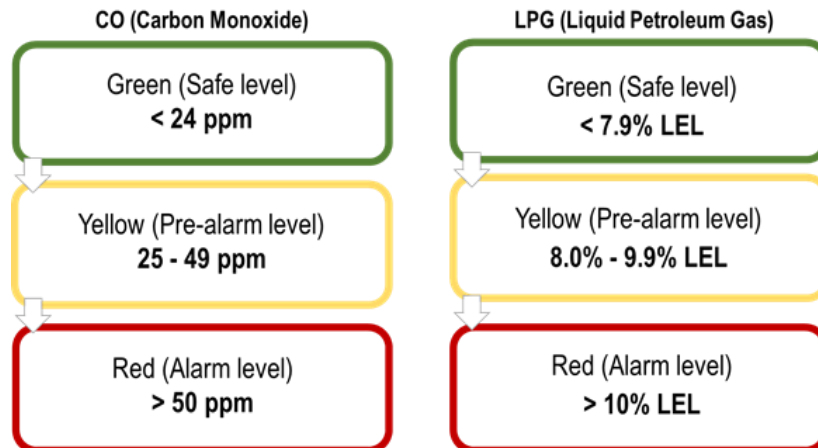 CO (Carbon Monoxide)
Green (Safe level)
< 24 ppm
Yellow (Pre-alarm level)
25 - 49 ppm
Red (Alarm level)
> 50 ppm
LPG (Liquid Petroleum Gas)
Green (Safe level)
< 7.9% LEL
Yellow (Pre-alarm level)
8.0% - 9.9% LEL
Red (Alarm level)
> 10% LEL